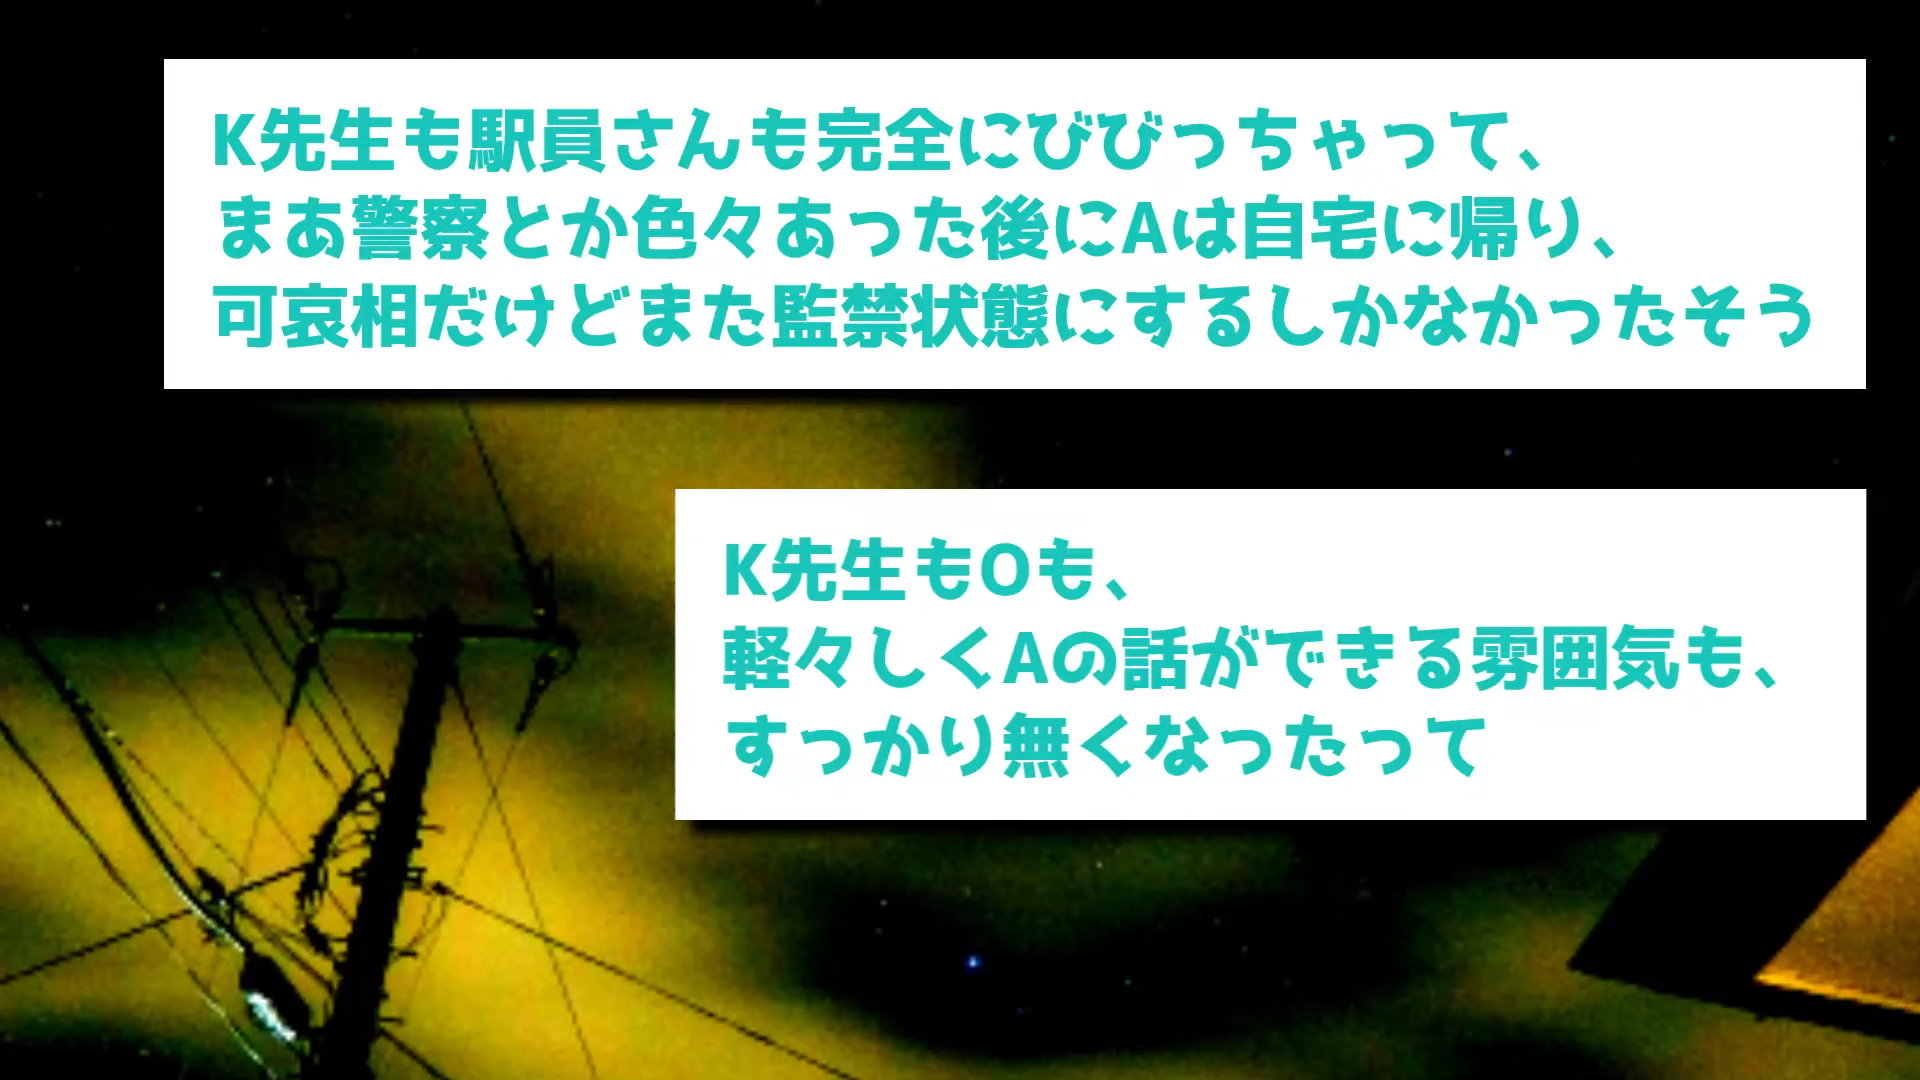 K先生も駅員さんも完全にびびっちゃって、
まあ警察とか色々あった後にAは自宅に帰り、
可哀相だけどまた監禁状態にするしかなかったそう
K先生もOも、
軽々しくAの話ができる雰囲気も、
すっかり無くなったって